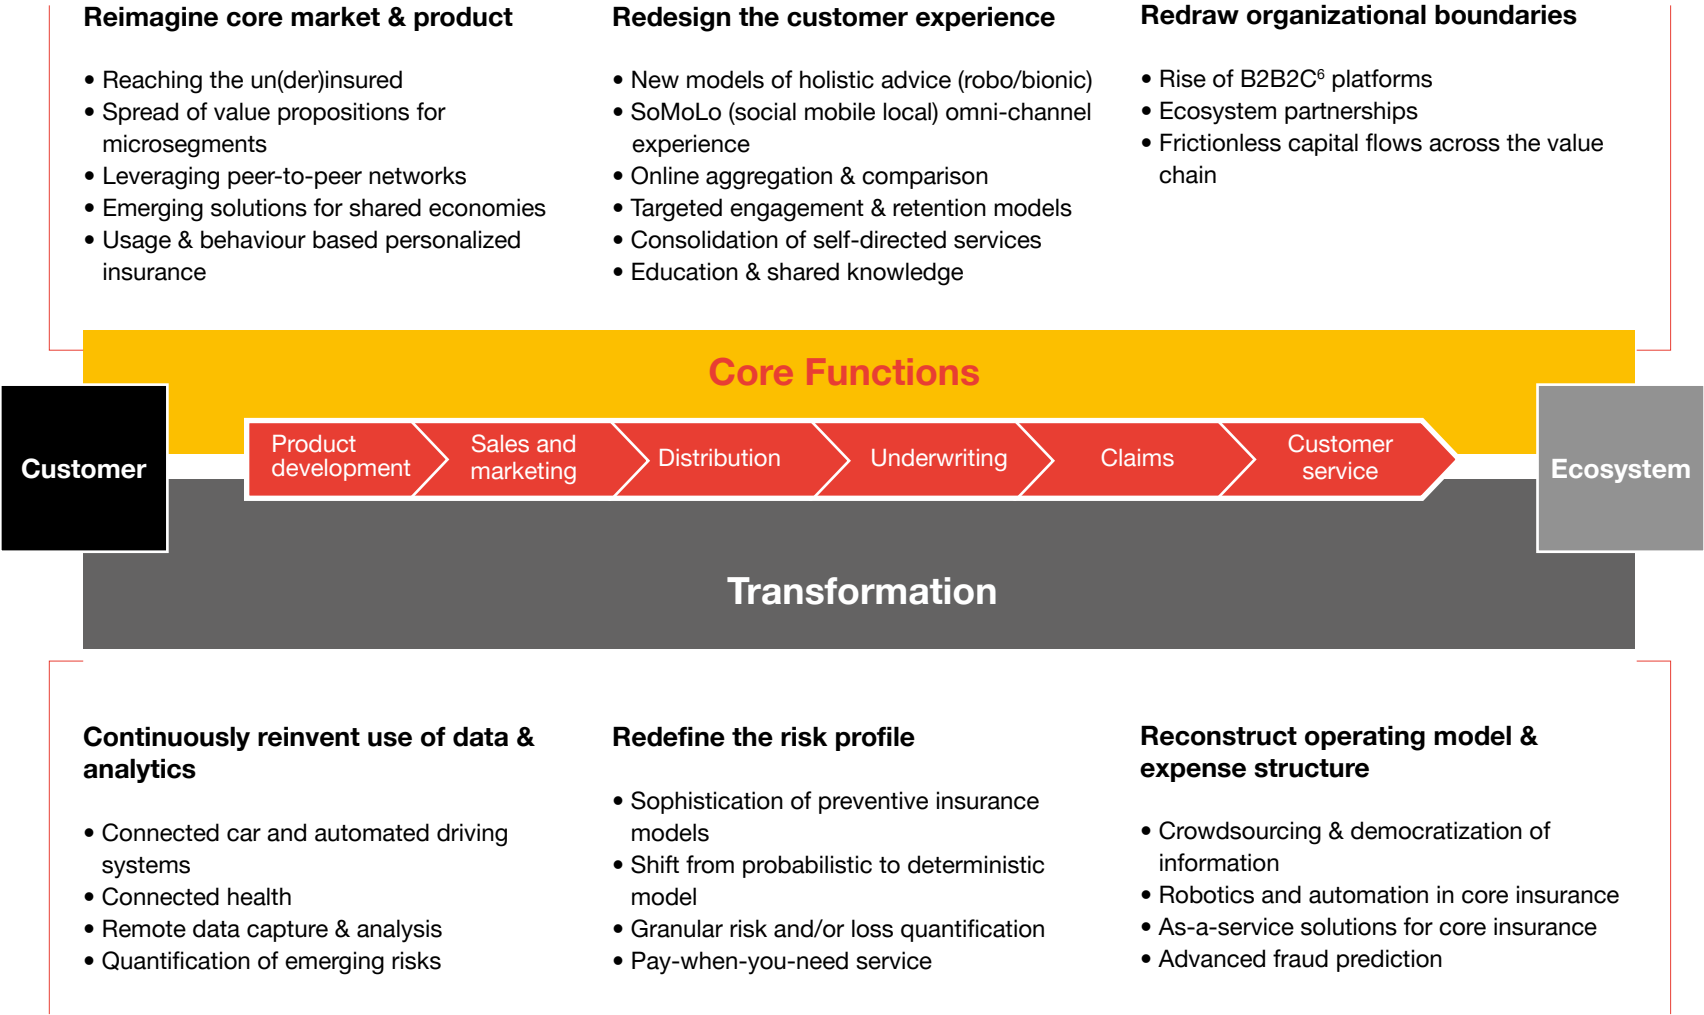 Reimagine core market & product
• Reaching the un(der)insured
• Spread of value propositions for
microsegments
• Leveraging peer-to-peer networks
• Emerging solutions for shared economies
• Usage & behaviour based personalized
insurance
Redesign the customer experience
• New models of holistic advice (robo/bionic)
• SoMoLo (social mobile local) omni-channel
experience
• Online aggregation & comparison
• Targeted engagement & retention models
• Consolidation of self-directed services
• Education & shared knowledge
Redraw organizational boundaries
• Rise of B2B2C⁶ platforms
• Ecosystem partnerships
• Frictionless capital flows across the value
chain
Core Functions
Customer
Product
development
Sales and
marketing
Distribution
Underwriting
Claims
Customer
service
Ecosystem
Transformation
Continuously reinvent use of data &
analytics
• Connected car and automated driving
systems
• Connected health
• Remote data capture & analysis
• Quantification of emerging risks
Redefine the risk profile
• Sophistication of preventive insurance
models
• Shift from probabilistic to deterministic
model
• Granular risk and/or loss quantification
• Pay-when-you-need service
Reconstruct operating model &
expense structure
• Crowdsourcing & democratization of
information
• Robotics and automation in core insurance
• As-a-service solutions for core insurance
• Advanced fraud prediction